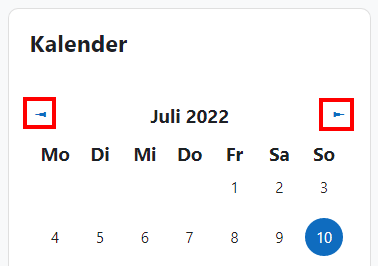 Kalender
◄ Juli 2022 ►
Mo Di Mi Do Fr Sa So
1 2 3
4 5 6 7 8 9 10